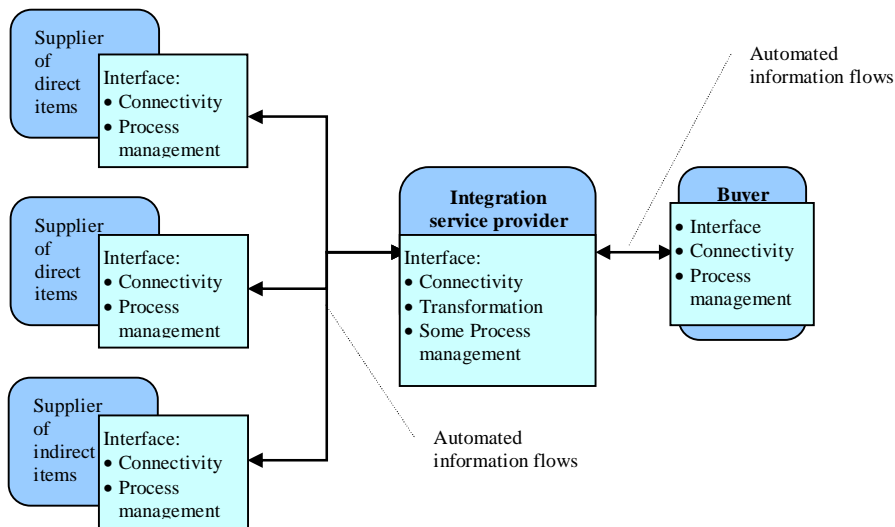 Supplier
of
direct
items
Interface:
• Connectivity
• Process
management
Supplier
of
direct
items
Interface:
• Connectivity
• Process
management
Supplier
of
indirect
items
Interface:
• Connectivity
• Process
management
Integration
service provider
Interface:
• Connectivity
• Transformation
• Some Process
management
Automated
information flows
Automated
information flows
Buyer
• Interface
• Connectivity
• Process
management